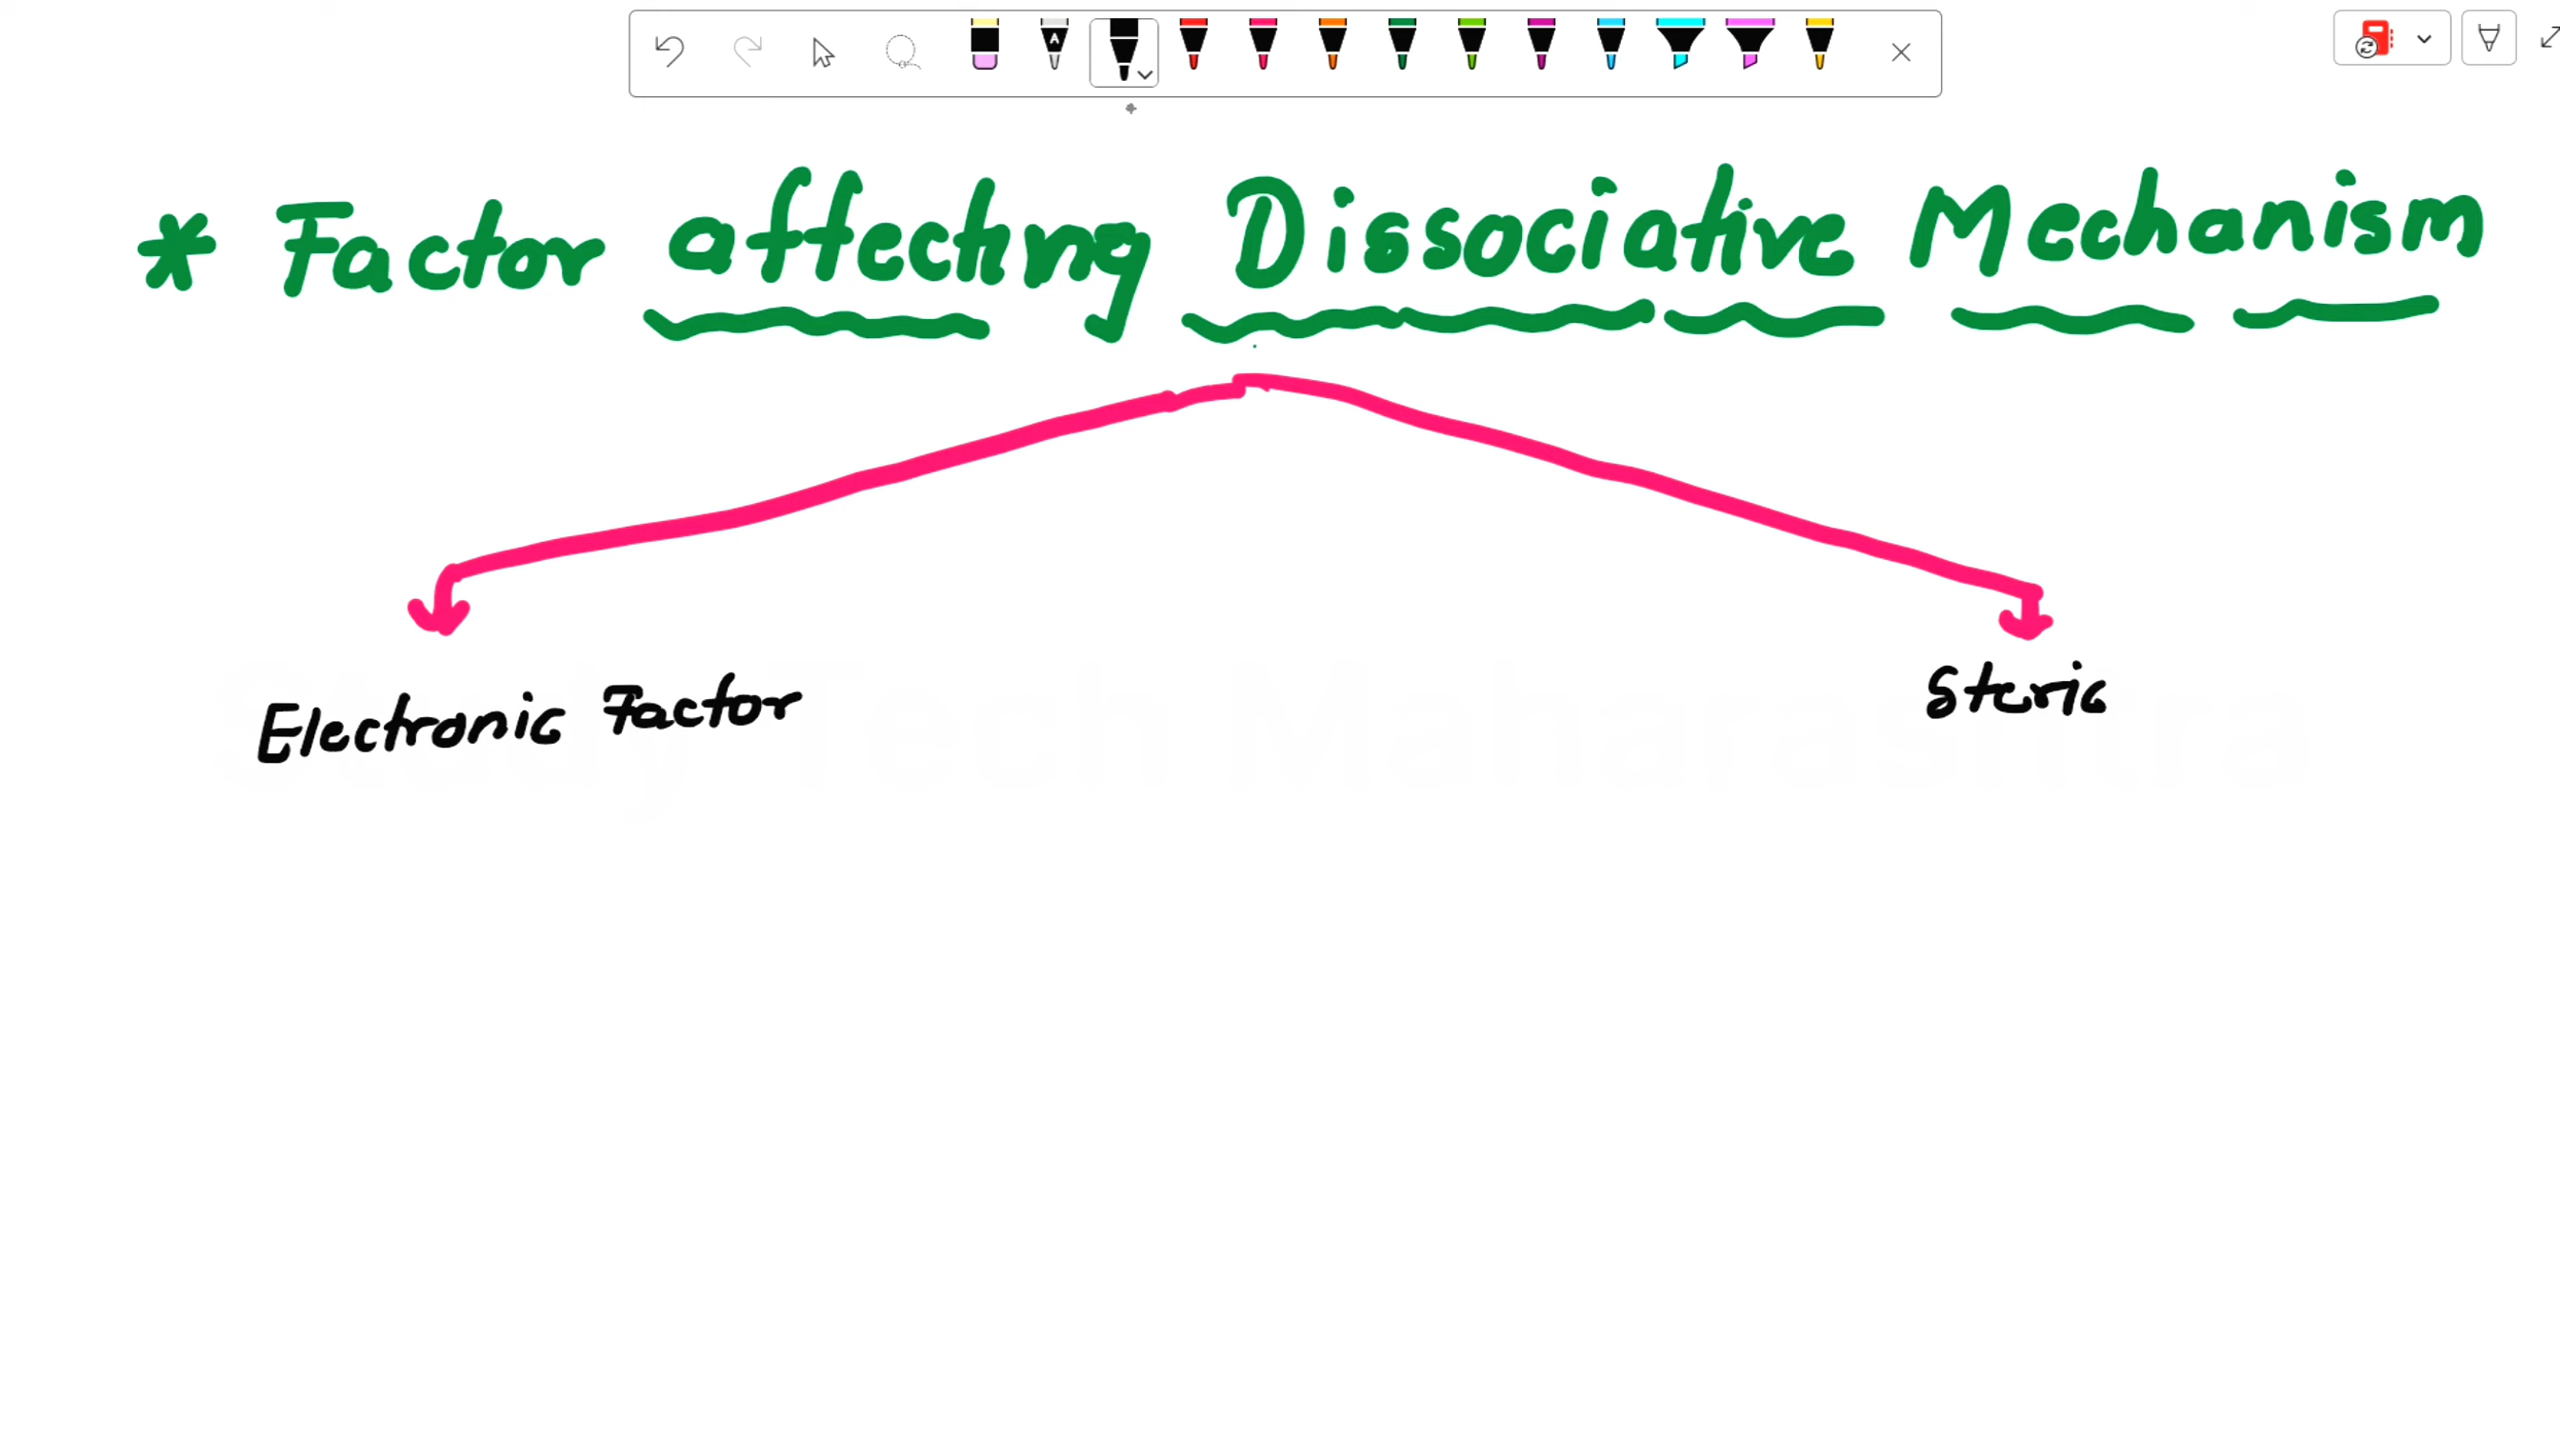 * Factor affecting Dissociative Mechanism
Electronic Factor
Steric